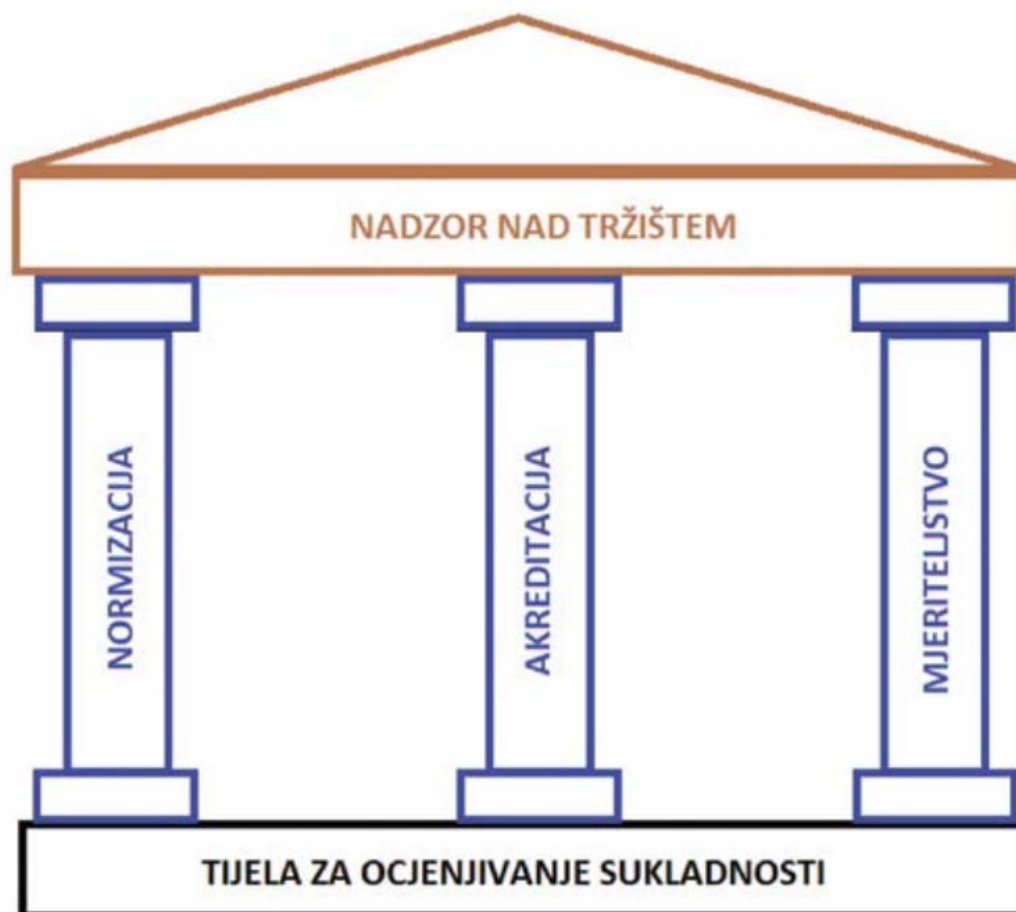 NADZOR NAD TRŽIŠTEM
NORMIZACIJA
AKREDITACIJA
MJERITELJSTVO
TIJELA ZA OCJENJIVANJE SUKLADNOSTI